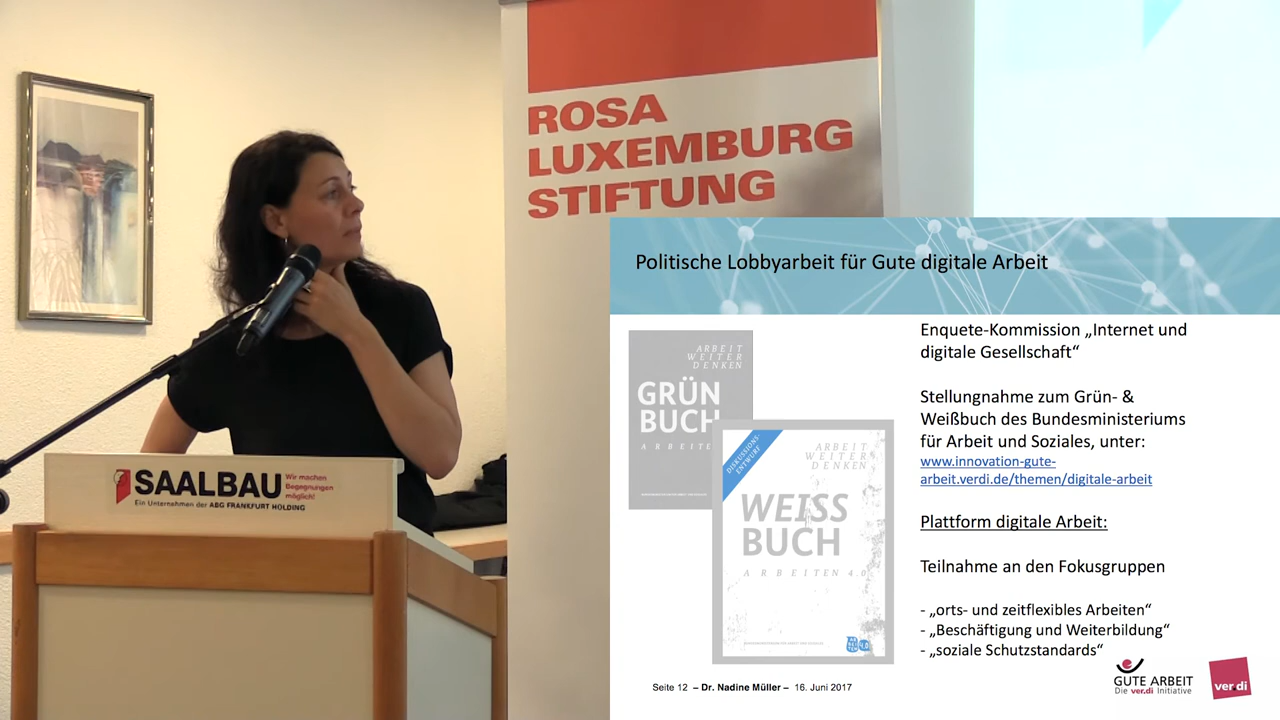 ROSA
LUXEMBURG
STIFTUNG
SAALBAU
Wir machen
Begegnungen
möglich!
Ein Unternehmen der ABG FRANKFURT HOLDING
Politische Lobbyarbeit für Gute digitale Arbeit
ARBEIT
WEITER
DENKEN
GRÜN
BUCH
ARBEITE
DISKUSSIONS-
ENTWURF
ARBEIT
WEITER
DENKEN
WEISS
BUCH
ARBEITEN 4.0
Enquete-Kommission „Internet und
digitale Gesellschaft“
Stellungnahme zum Grün- &
Weißbuch des Bundesministeriums
für Arbeit und Soziales, unter:
www.innovation-gute-
arbeit.verdi.de/themen/digitale-arbeit
Plattform digitale Arbeit:
Teilnahme an den Fokusgruppen
- „orts- und zeitflexibles Arbeiten“
- „Beschäftigung und Weiterbildung“
- „soziale Schutzstandards“
Seite 12 – Dr. Nadine Müller – 16. Juni 2017
GUTE ARBEIT
Die ver.di Initiative
ver.di